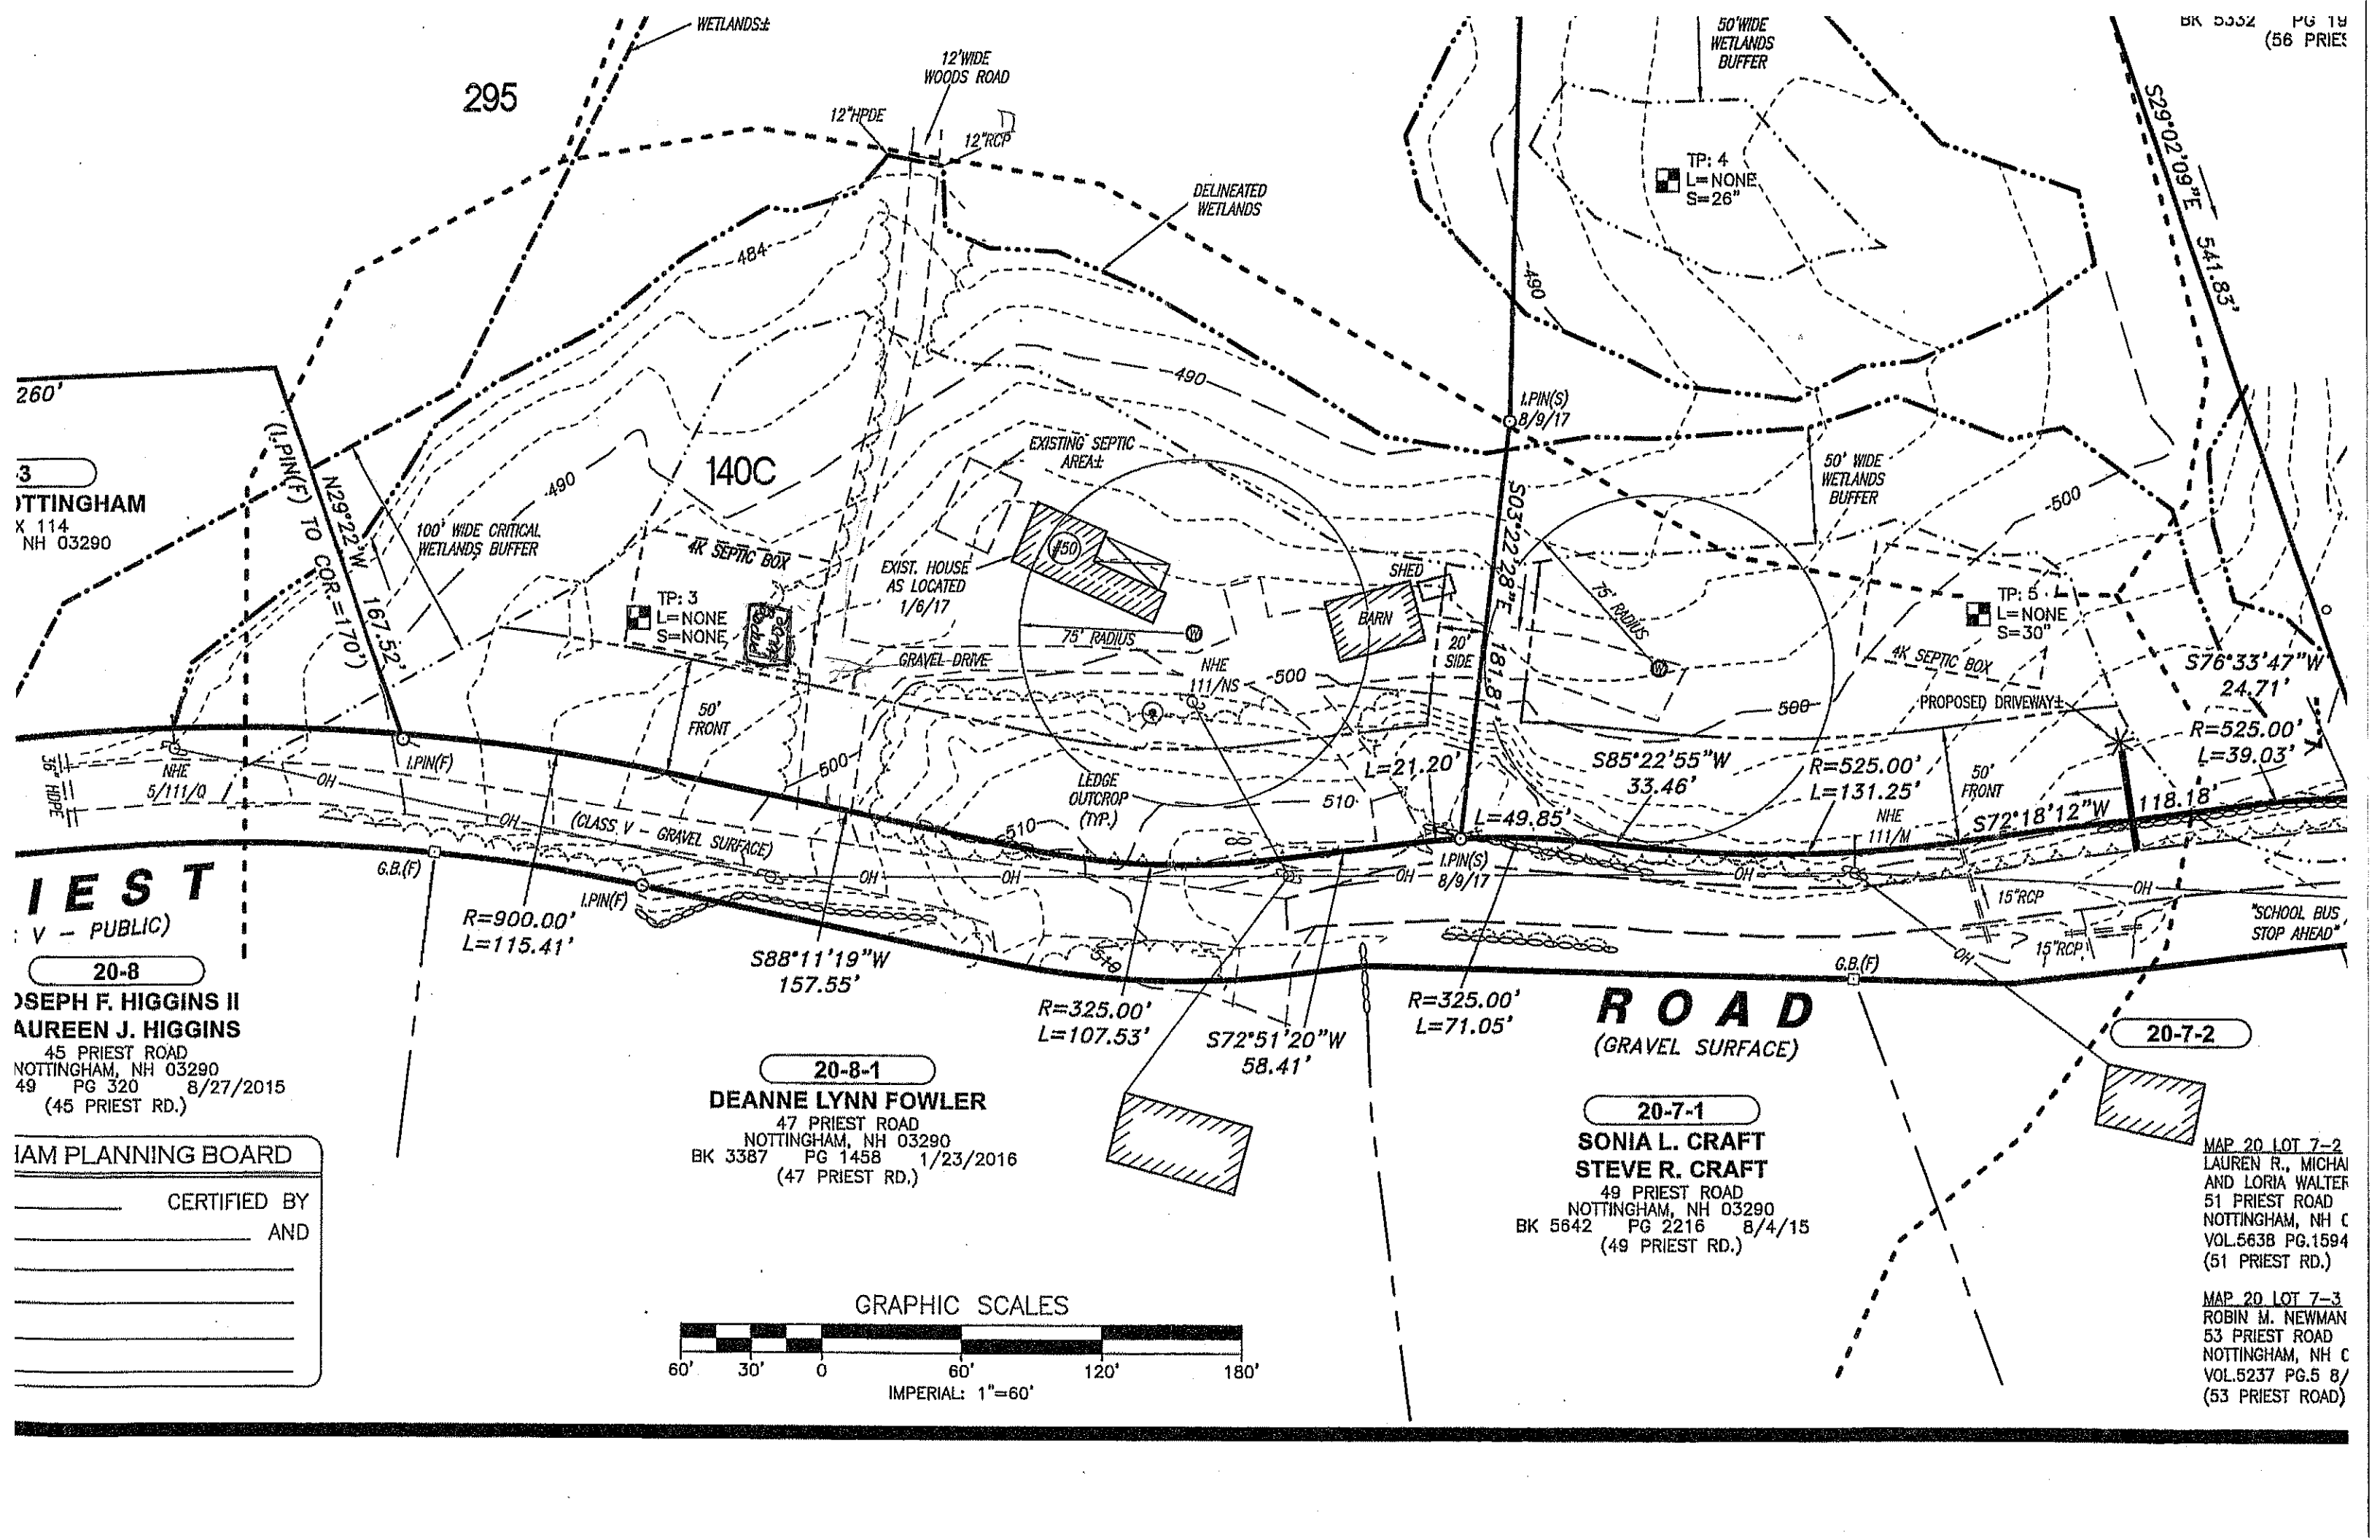 WETLANDS±
295
12'WIDE
WOODS ROAD
12"HPDE
12"RCP
DELINEATED
WETLANDS
50'WIDE
WETLANDS
BUFFER
BK 5332 PG 19
(56 PRIES
TP: 4
L=NONE
S=26"
S29°02'09"E 541.83'
484
490
260'
490
I.PIN(S)
8/9/17
(I.PIN(F) TO COR=170')
N29°22'W 167.52'
3
OTTINGHAM
X 114
NH 03290
490
100' WIDE CRITICAL
WETLANDS BUFFER
140C
EXISTING SEPTIC
AREA±
50' WIDE
WETLANDS
BUFFER
500
4K SEPTIC BOX
#50
EXIST. HOUSE
AS LOCATED
1/6/17
SHED
BARN
20'
SIDE
S03°22'28"E 181.81'
75' RADIUS
TP: 3
L=NONE
S=NONE
75' RADIUS
W
W
TP: 5
L=NONE
S=30"
4K SEPTIC BOX
GRAVEL DRIVE
NHE
111/NS
500
50'
FRONT
500
PROPOSED DRIVEWAY±
S76°33'47"W
24.71'
R=525.00'
L=39.03'
36" HDPE
NHE
5/111/O
I.PIN(F)
OH
500
LEDGE
OUTCROP
(TYP.)
510
L=21.20'
S85°22'55"W
33.46'
R=525.00'
L=131.25'
50'
FRONT
S72°18'12"W 118.18'
OH
(CLASS V - GRAVEL SURFACE)
510
L=49.85'
NHE
111/M
G.B.(F)
I.PIN(F)
OH
OH
I.PIN(S)
8/9/17
OH
OH
OH
15"RCP
15"RCP
OH
"SCHOOL BUS
STOP AHEAD"
IEST
V - PUBLIC)
R=900.00'
L=115.41'
S88°11'19"W
157.55'
510
R=325.00'
L=107.53'
S72°51'20"W
58.41'
R=325.00'
L=71.05'
G.B.(F)
ROAD
(GRAVEL SURFACE)
20-8
OSEPH F. HIGGINS II
AUREEN J. HIGGINS
45 PRIEST ROAD
NOTTINGHAM, NH 03290
49 PG 320 8/27/2015
(45 PRIEST RD.)
20-8-1
DEANNE LYNN FOWLER
47 PRIEST ROAD
NOTTINGHAM, NH 03290
BK 3387 PG 1458 1/23/2016
(47 PRIEST RD.)
20-7-1
SONIA L. CRAFT
STEVE R. CRAFT
49 PRIEST ROAD
NOTTINGHAM, NH 03290
BK 5642 PG 2216 8/4/15
(49 PRIEST RD.)
20-7-2
MAP 20 LOT 7-2
LAUREN R., MICHA
AND LORIA WALTER
51 PRIEST ROAD
NOTTINGHAM, NH
VOL.5638 PG.1594
(51 PRIEST RD.)
MAP 20 LOT 7-3
ROBIN M. NEWMAN
53 PRIEST ROAD
NOTTINGHAM, NH
VOL.5237 PG.5 8/
(53 PRIEST ROAD)
HAM PLANNING BOARD
CERTIFIED BY
AND
GRAPHIC SCALES
60' 30' 0 60' 120' 180'
IMPERIAL: 1"=60'